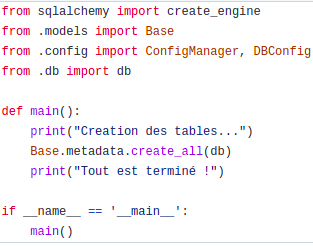 from sqlalchemy import create_engine
from .models import Base
from .config import ConfigManager, DBConfig
from .db import db

def main():
    print("Creation des tables...")
    Base.metadata.create_all(db)
    print("Tout est terminé !")

if __name__ == '__main__':
    main()